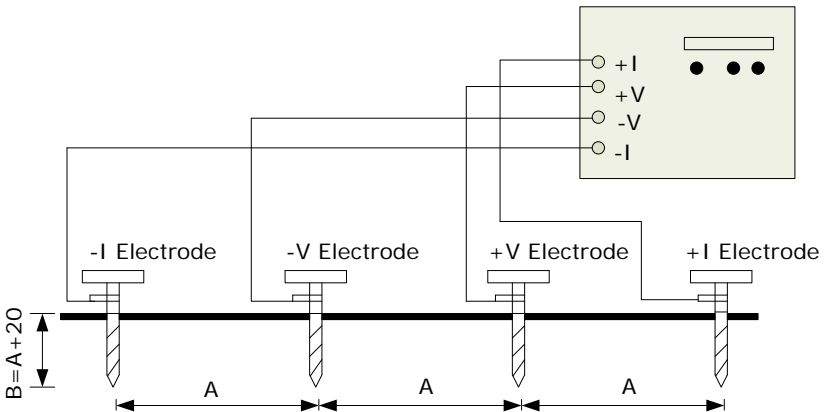 +I
+V
-V
-I
-I Electrode
-V Electrode
+V Electrode
+I Electrode
B=A+20
A
A
A